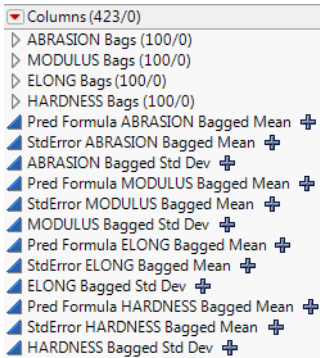 Columns (423/0)
ABRASION Bags (100/0)
MODULUS Bags (100/0)
ELONG Bags (100/0)
HARDNESS Bags (100/0)
Pred Formula ABRASION Bagged Mean
StdError ABRASION Bagged Mean
ABRASION Bagged Std Dev
Pred Formula MODULUS Bagged Mean
StdError MODULUS Bagged Mean
MODULUS Bagged Std Dev
Pred Formula ELONG Bagged Mean
StdError ELONG Bagged Mean
ELONG Bagged Std Dev
Pred Formula HARDNESS Bagged Mean
StdError HARDNESS Bagged Mean
HARDNESS Bagged Std Dev